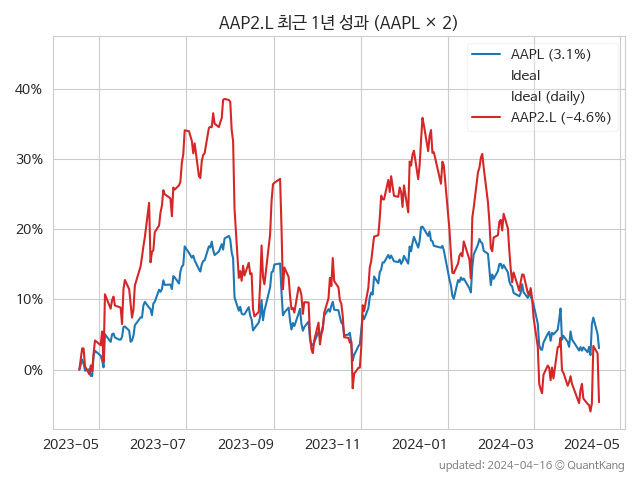 AAP2.L 최근 1년 성과 (AAPL × 2)
AAPL (3.1%)
Ideal
Ideal (daily)
AAP2.L (−4.6%)
40%
30%
20%
10%
0%
2023-05 2023-07 2023-09 2023-11 2024-01 2024-03 2024-05
updated: 2024-04-16 © QuantKang